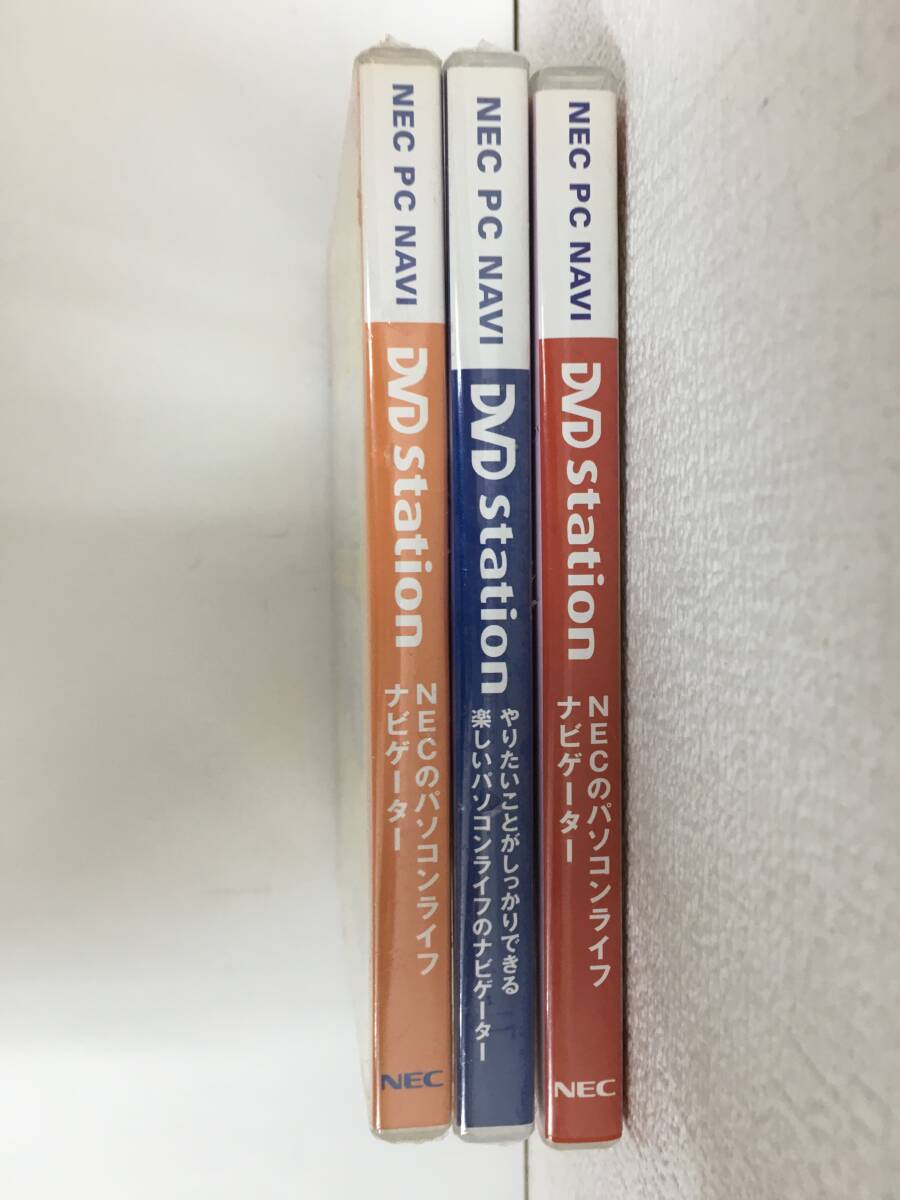 NEC PC NAVI
DVD station
NECのパソコンライフ
ナビゲーター
NEC
NEC PC NAVI
DVD station
やりたいことがしっかりできる
楽しいパソコンライフのナビゲーター
NEC PC NAVI
DVD station
NECのパソコンライフ
ナビゲーター
NEC